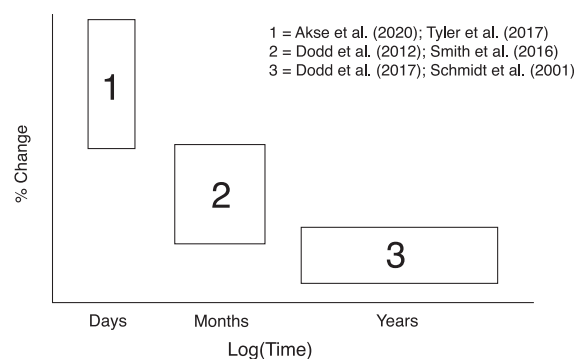 1 = Akse et al. (2020); Tyler et al. (2017)
2 = Dodd et al. (2012); Smith et al. (2016)
3 = Dodd et al. (2017); Schmidt et al. (2001)
1
2
3
% Change
Days Months Years
Log(Time)